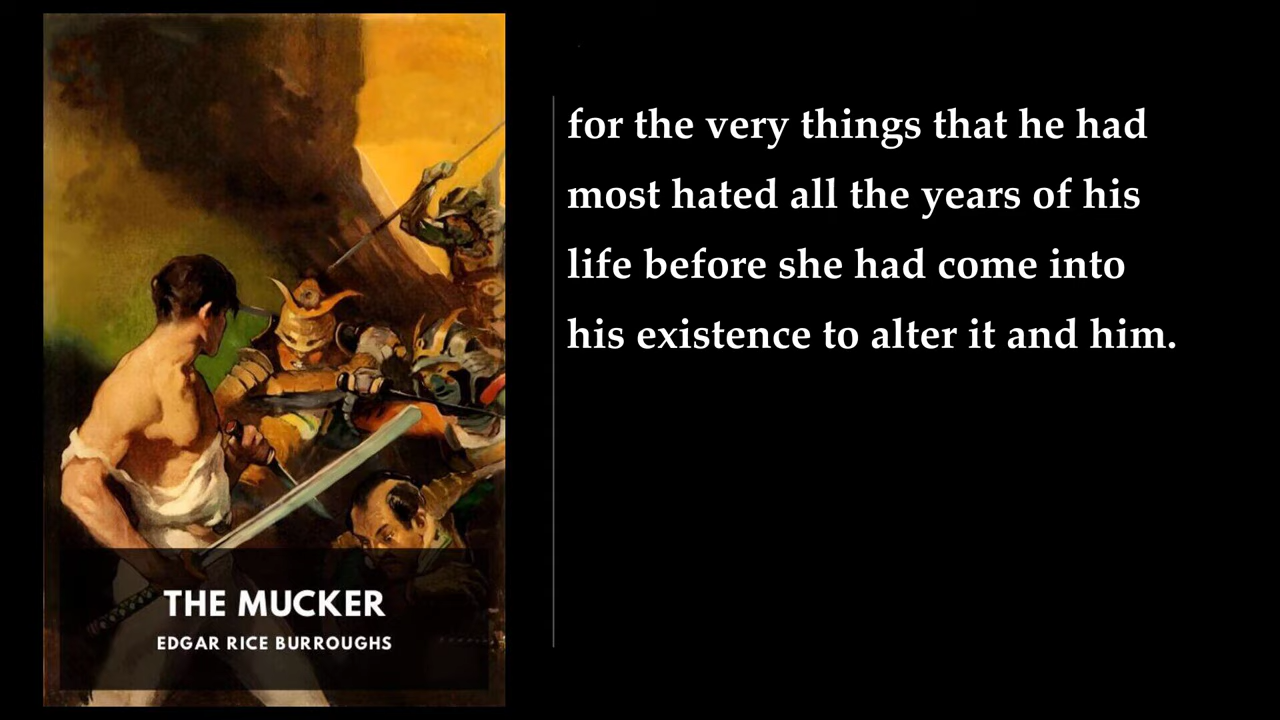 THE MUCKER
EDGAR RICE BURROUGHS
for the very things that he had
most hated all the years of his
life before she had come into
his existence to alter it and him.